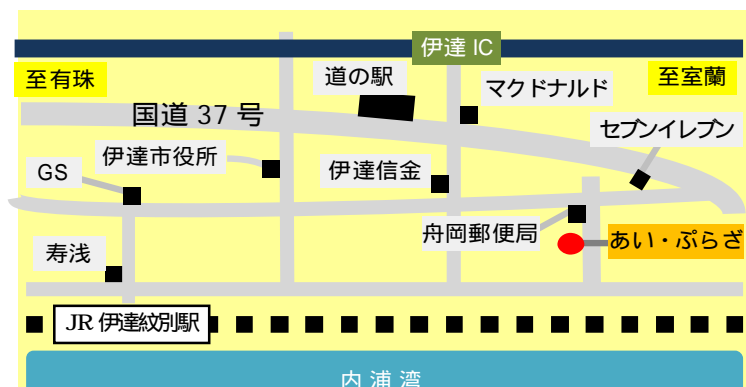 伊達 IC
至有珠
道の駅
マクドナルド
至室蘭
国道 37 号
セブンイレブン
伊達市役所
伊達信金
GS
舟岡郵便局
あい・ぷらざ
寿浅
JR 伊達紋別駅
内浦湾